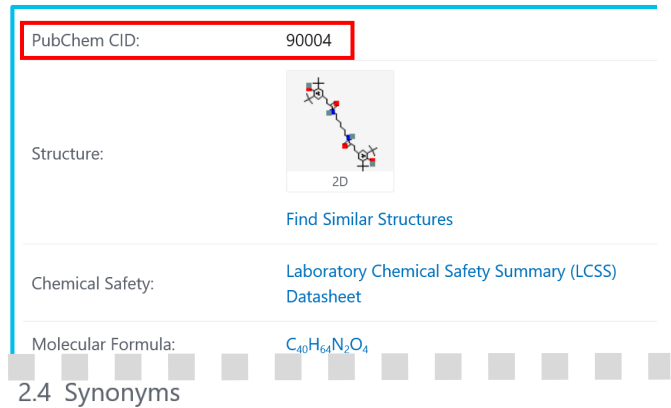 PubChem CID: 90004
Structure:
2D
Find Similar Structures
Chemical Safety: Laboratory Chemical Safety Summary (LCSS)
Datasheet
Molecular Formula: C₄₀H₆₄N₂O₄
2.4 Synonyms